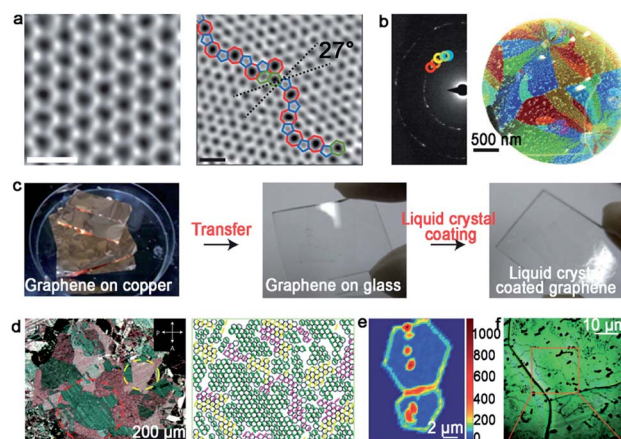 a
27°
b
500 nm
c
Graphene on copper
Transfer
Graphene on glass
Liquid crystal
coating
Liquid crystal
coated graphene
d
P
A
200 μm
e
1000
800
600
400
200
0
2 μm
f
10 μm